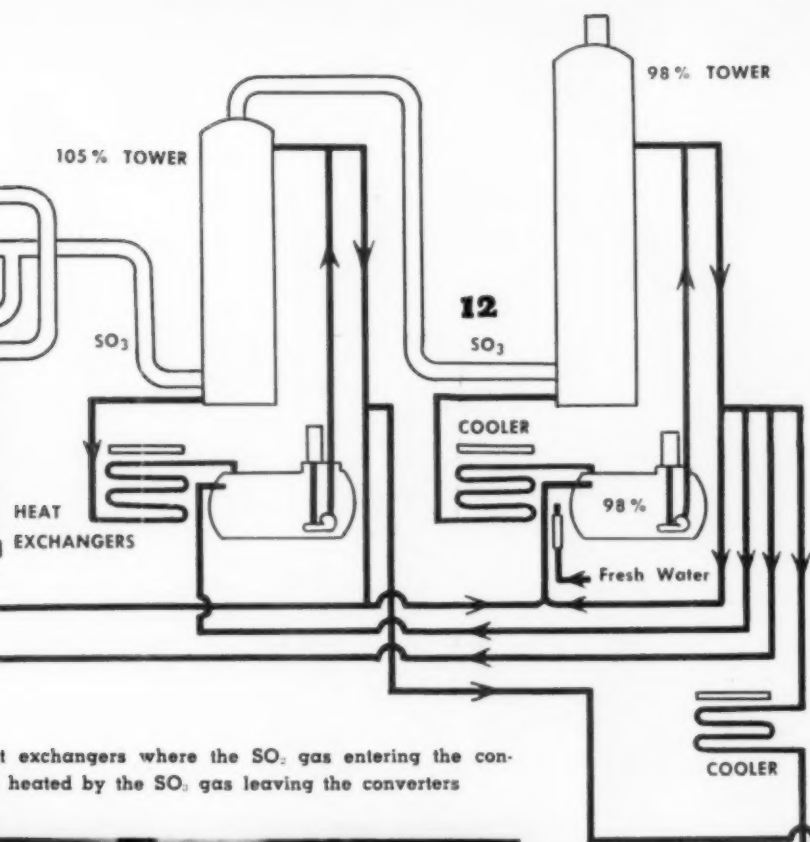 98% TOWER
105% TOWER
12
SO₃
SO₃
COOLER
HEAT
EXCHANGERS
98%
Fresh Water
COOLER
t exchangers where the SO₂ gas entering the con-
heated by the SO₃ gas leaving the converters